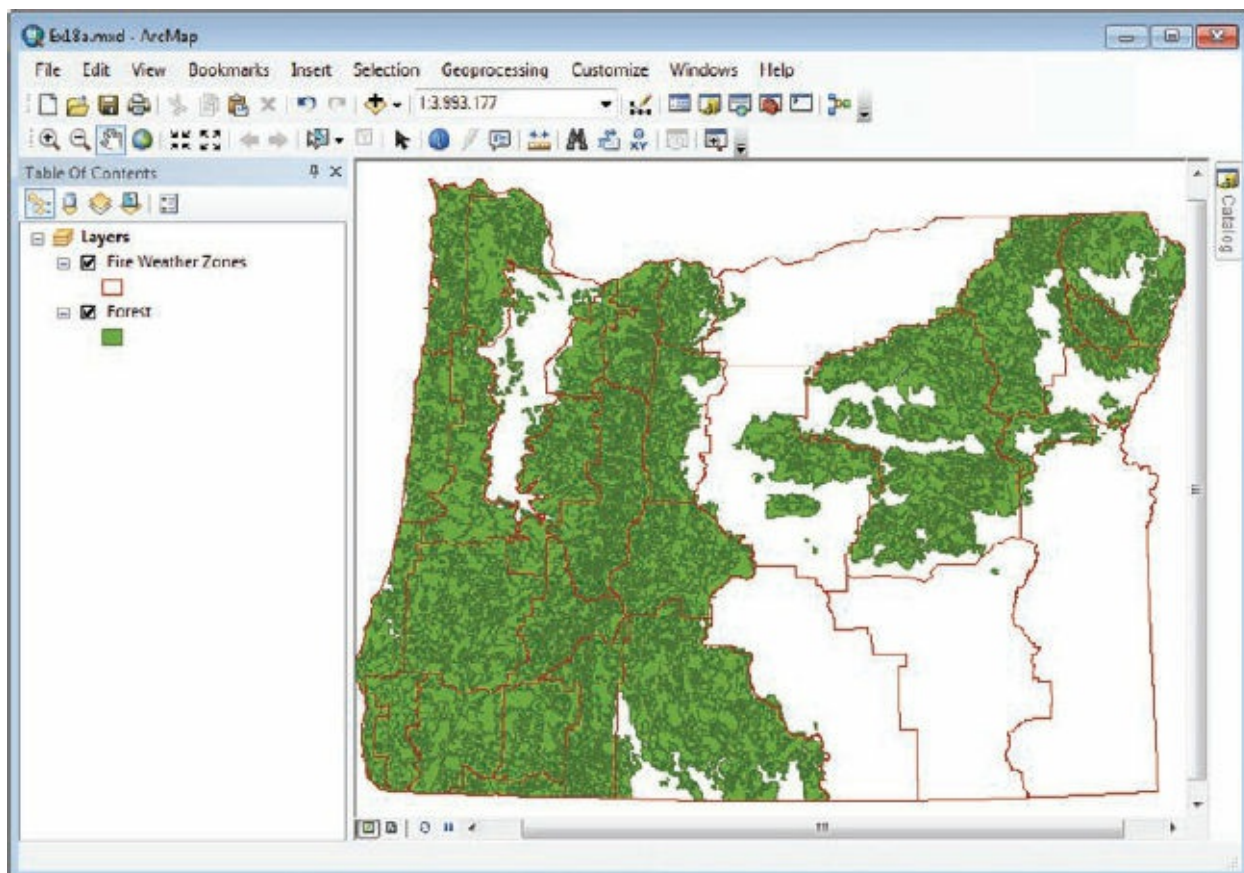 Ex18a.mxd - ArcMap
File Edit View Bookmarks Insert Selection Geoprocessing Customize Windows Help
1:3,993,177
Table Of Contents
Layers
Fire Weather Zones
Forest
Catalog